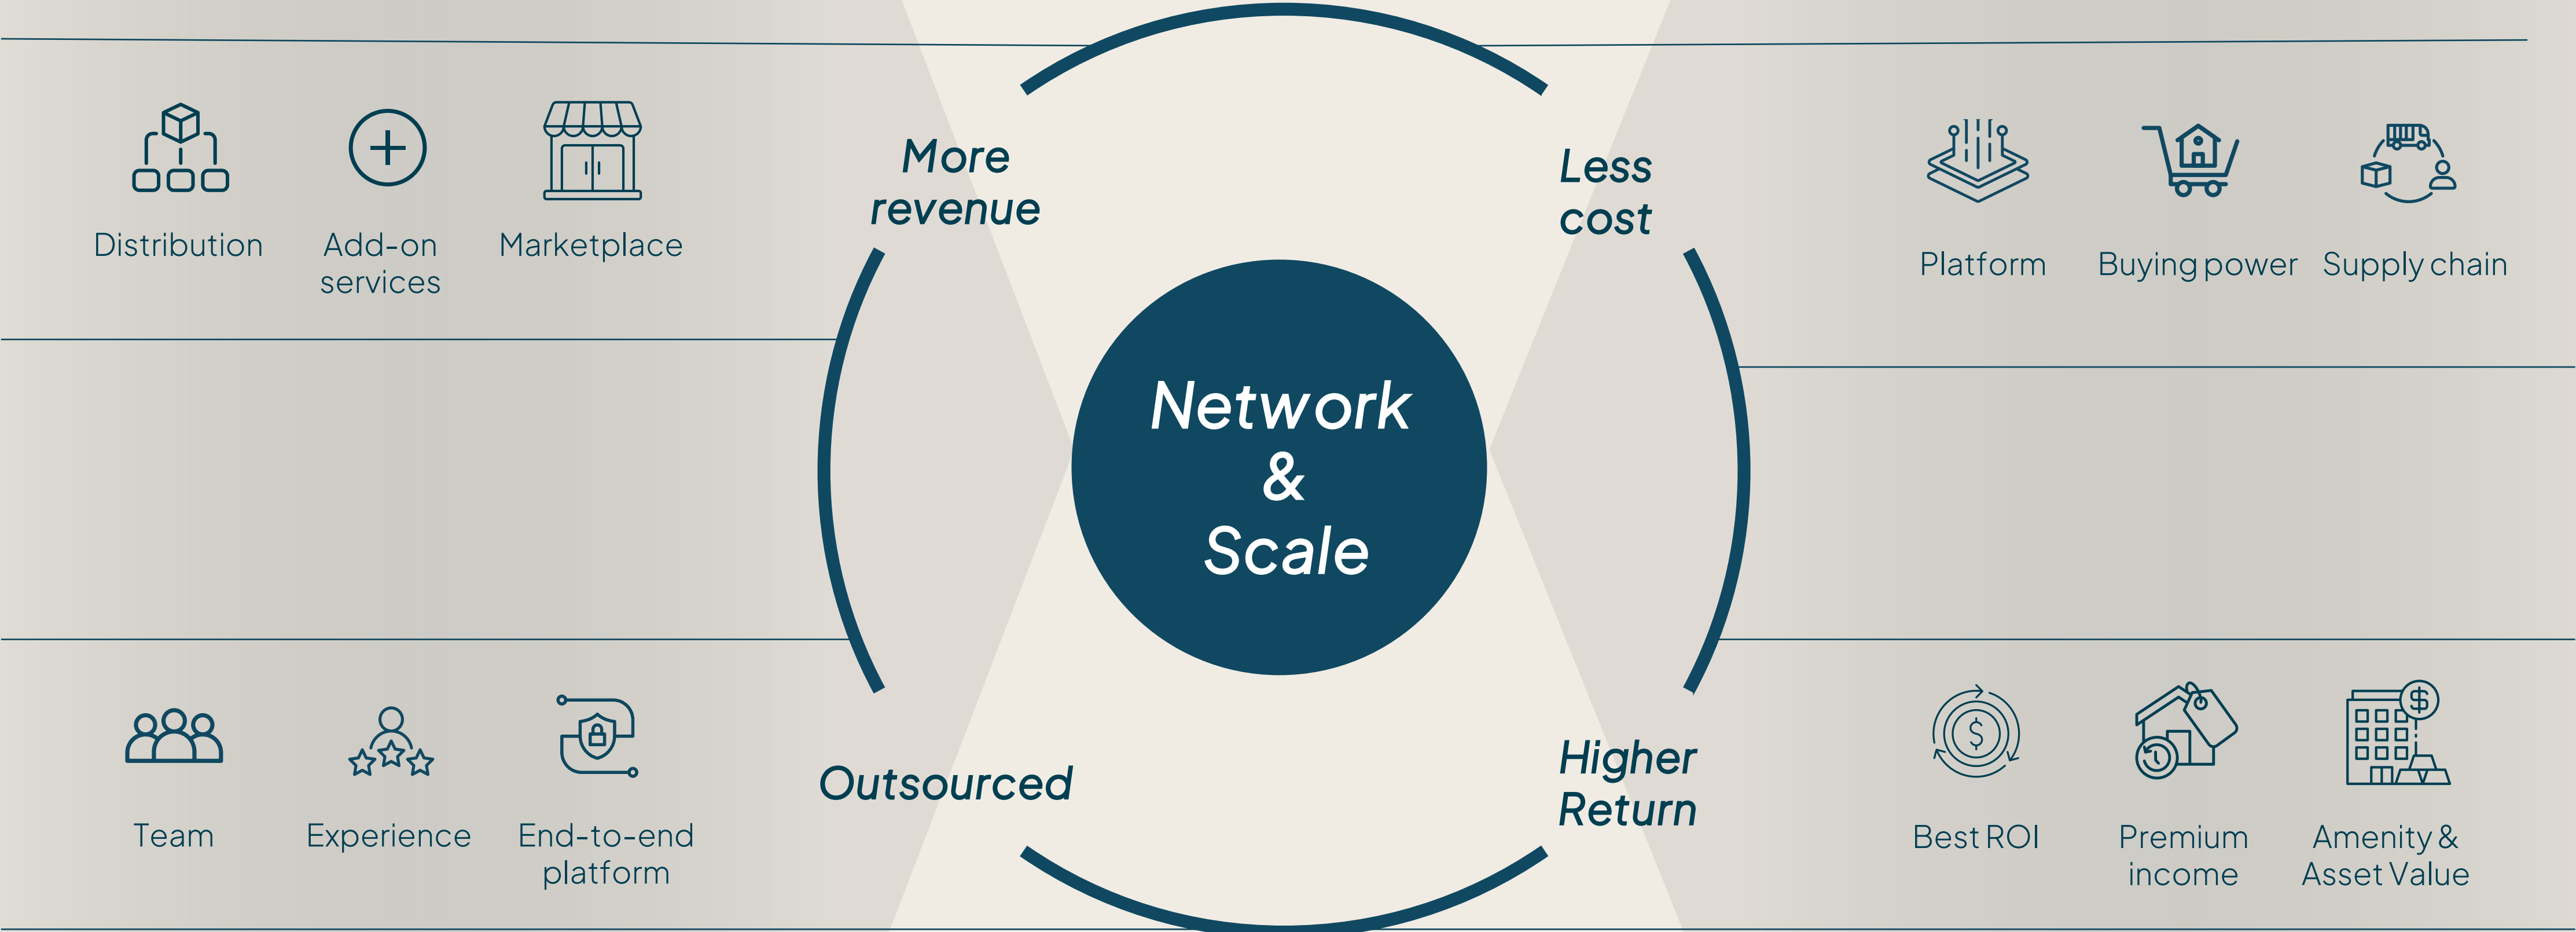 Distribution
Add-on
services
Marketplace
More
revenue
Less
cost
Platform
Buying power
Supply chain
Network
&
Scale
Team
Experience
End-to-end
platform
Outsourced
Higher
Return
Best ROI
Premium
income
Amenity &
Asset Value